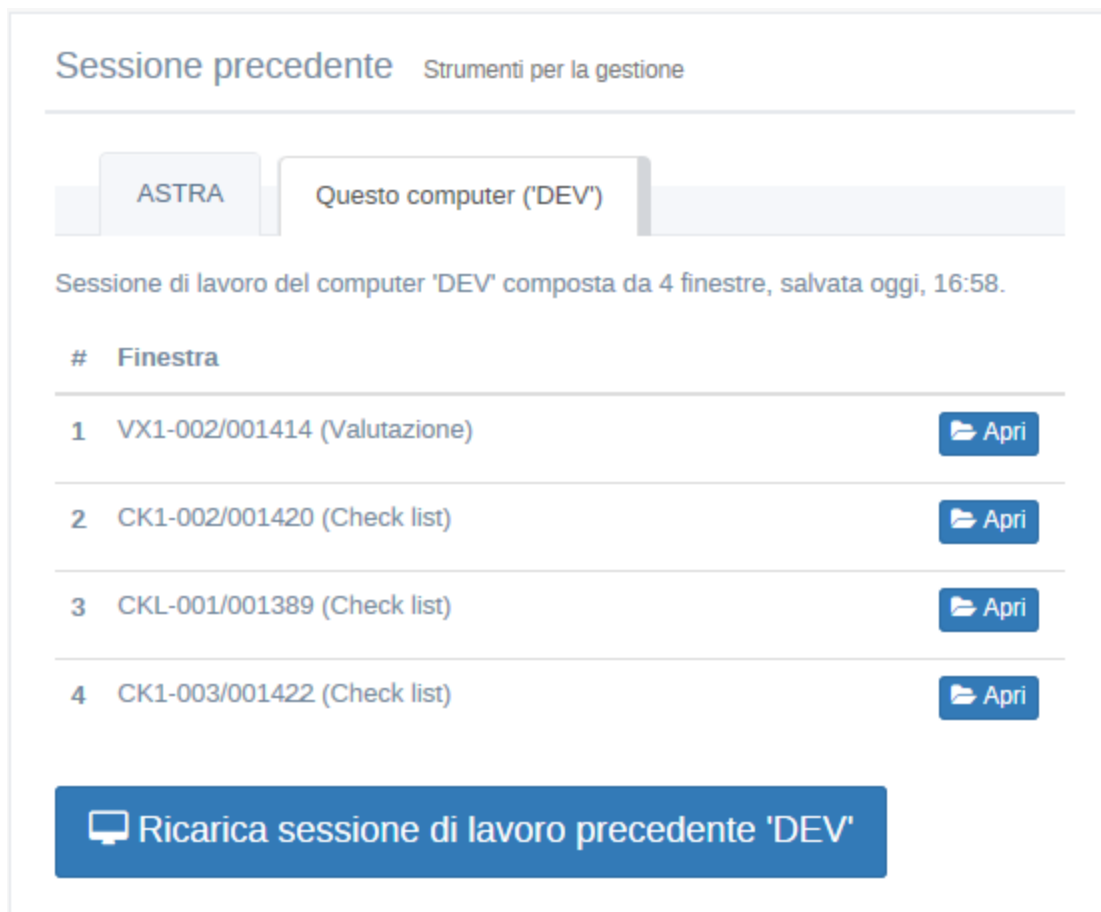 Sessione precedente Strumenti per la gestione
ASTRA Questo computer ('DEV')
Sessione di lavoro del computer 'DEV' composta da 4 finestre, salvata oggi, 16:58.
# Finestra
1 VX1-002/001414 (Valutazione) Apri
2 CK1-002/001420 (Check list) Apri
3 CKL-001/001389 (Check list) Apri
4 CK1-003/001422 (Check list) Apri
Ricarica sessione di lavoro precedente 'DEV'